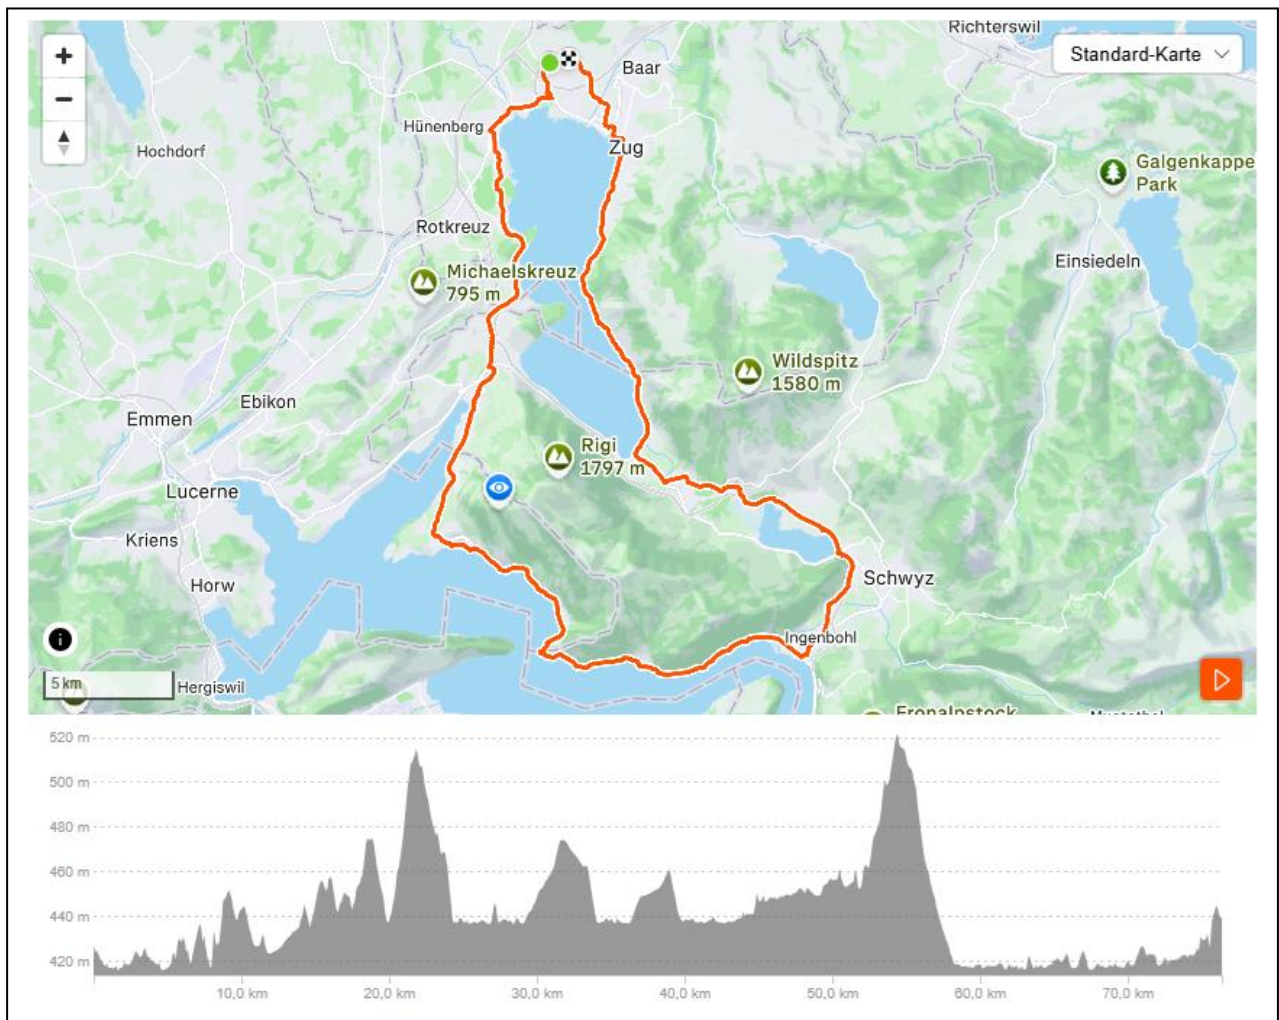 Richterswil
+
Standard-Karte
Baar
−
Hünenberg
Zug
Hochdorf
Galgenkappe
Park
Rotkreuz
Einsiedeln
Michaelskreuz
795 m
Wildspitz
1580 m
Ebikon
Emmen
Rigi
1797 m
Lucerne
Kriens
Schwyz
Horw
Ingenbohl
i
5 km
Hergiswil
Fronalpstock
520 m
500 m
480 m
460 m
440 m
420 m
10,0 km 20,0 km 30,0 km 40,0 km 50,0 km 60,0 km 70,0 km